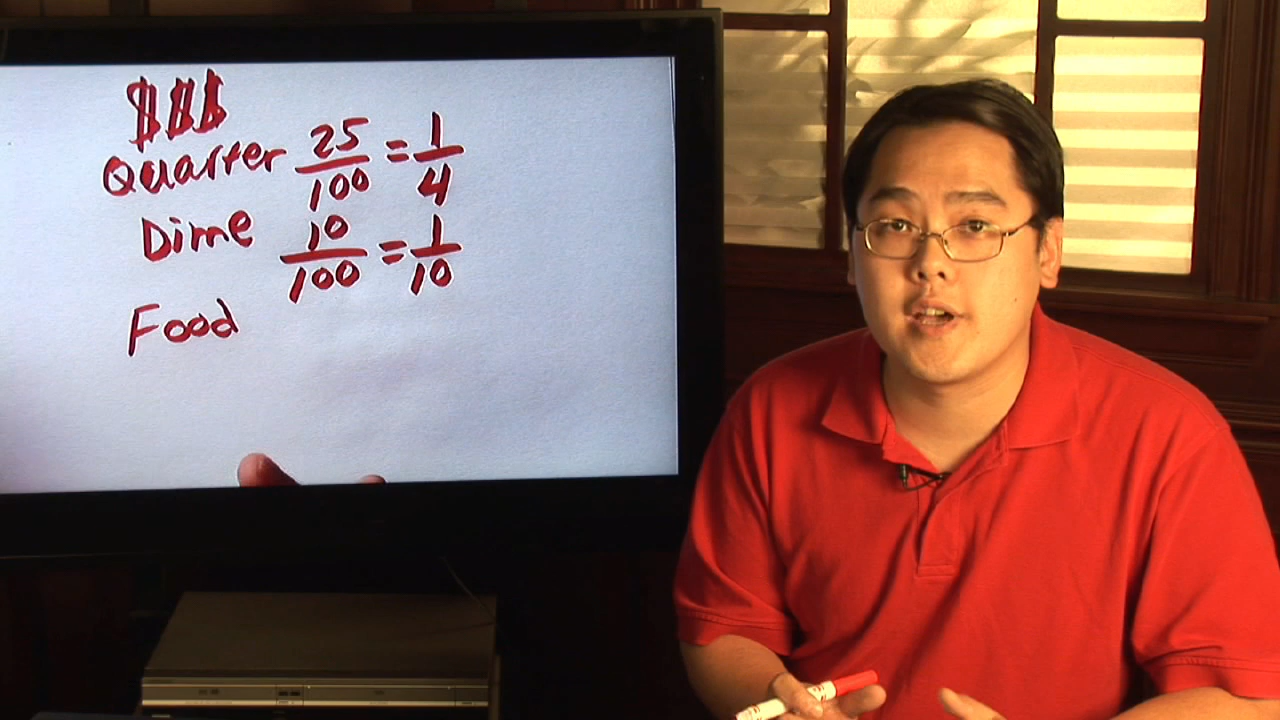 $$$
Quarter 25/100 = 1/4
Dime 10/100 = 1/10
Food